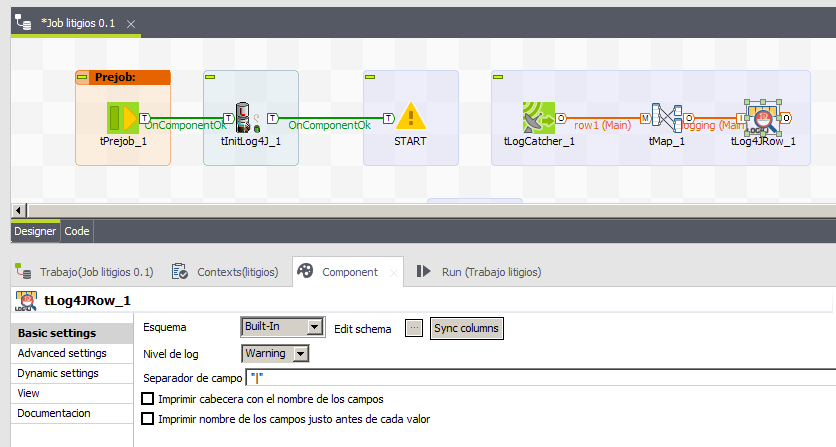 *Job litigios 0.1
Prejob:
OnComponentOk
OnComponentOk
row1 (Main)
logging (Main
tPrejob_1
tInitLog4J_1
START
tLogCatcher_1
tMap_1
tLog4JRow_1
Designer
Code
Trabajo(Job litigios 0.1)
Contexts(litigios)
Component
Run (Trabajo litigios)
tLog4JRow_1
Basic settings
Advanced settings
Dynamic settings
View
Documentacion
Esquema
Built-In
Edit schema
...
Sync columns
Nivel de log
Warning
Separador de campo
"|"
Imprimir cabecera con el nombre de los campos
Imprimir nombre de los campos justo antes de cada valor